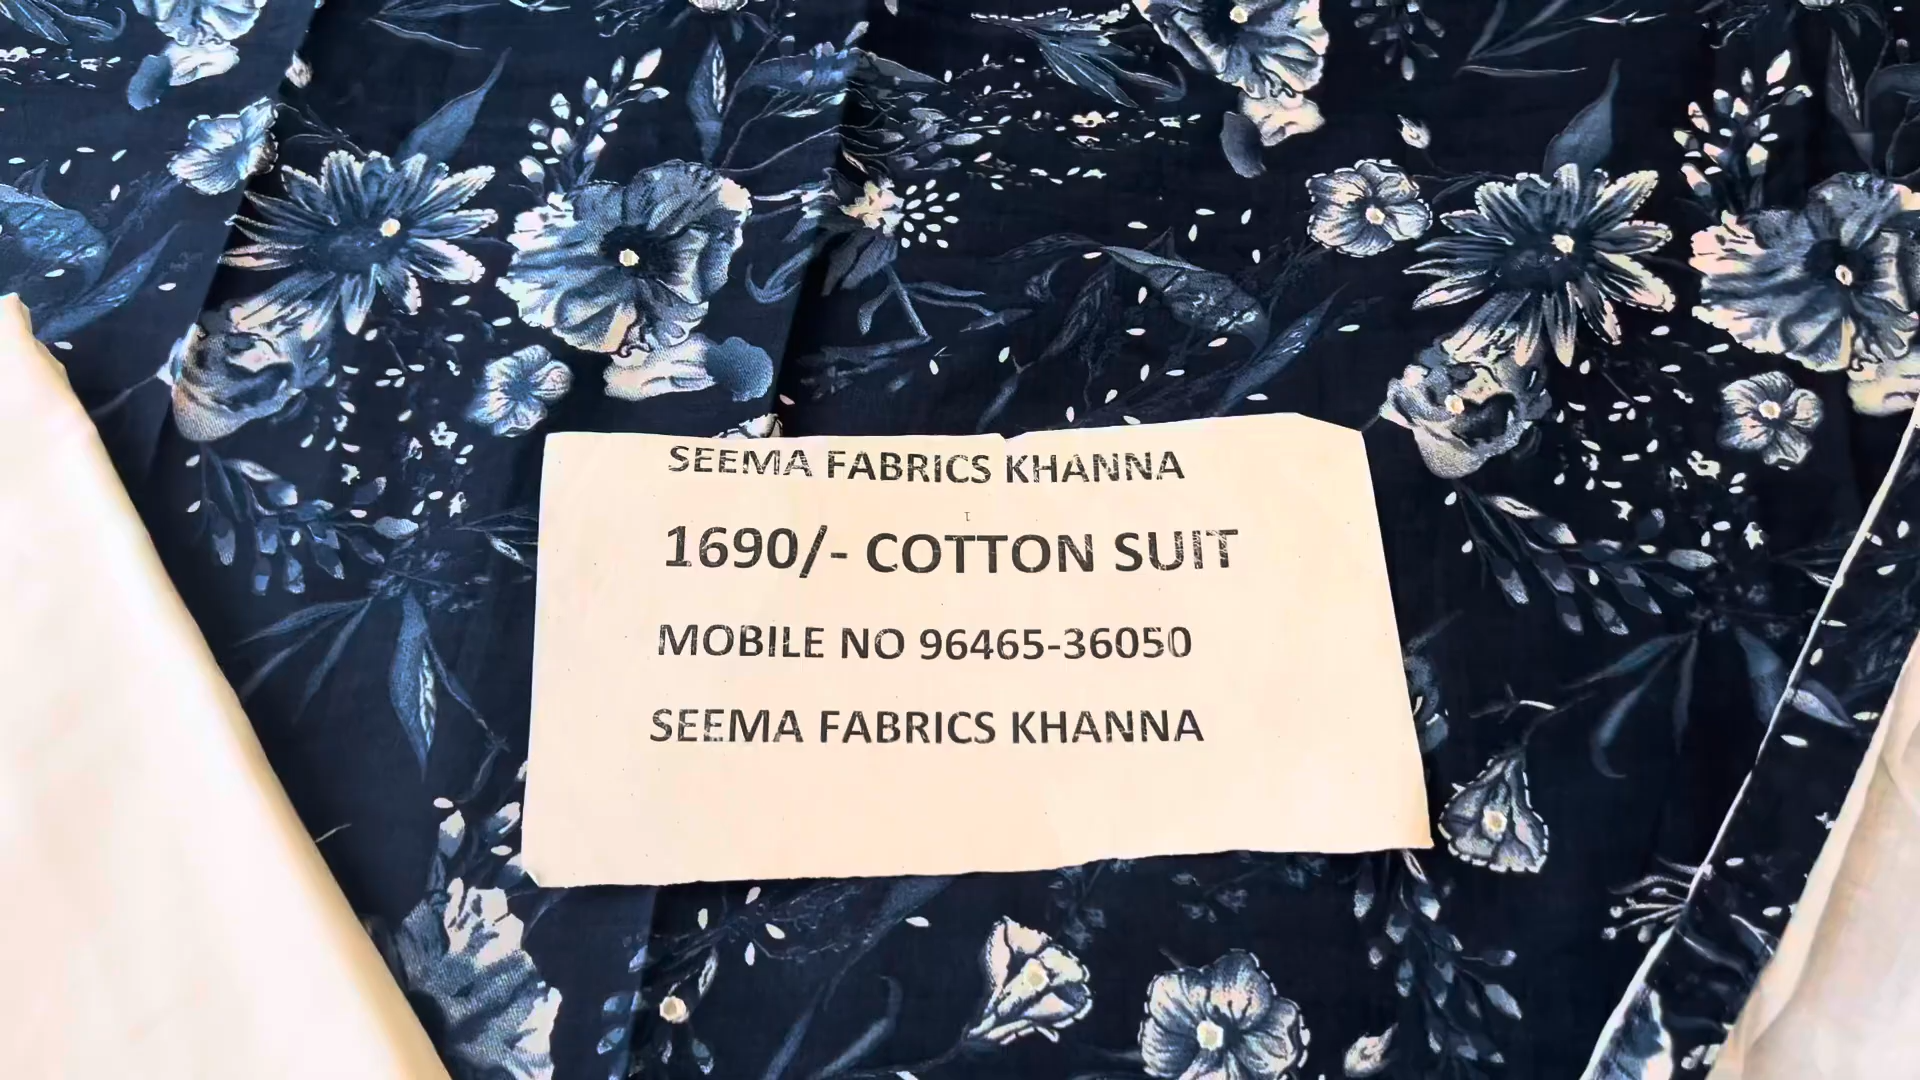 SEEMA FABRICS KHANNA
1690/- COTTON SUIT
MOBILE NO 96465-36050
SEEMA FABRICS KHANNA